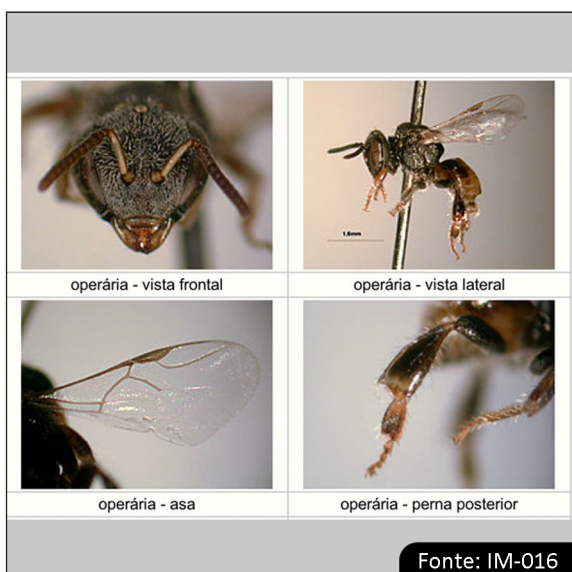 operária - vista frontal
1,6mm
operária - vista lateral
operária - asa
operária - perna posterior
Fonte: IM-016